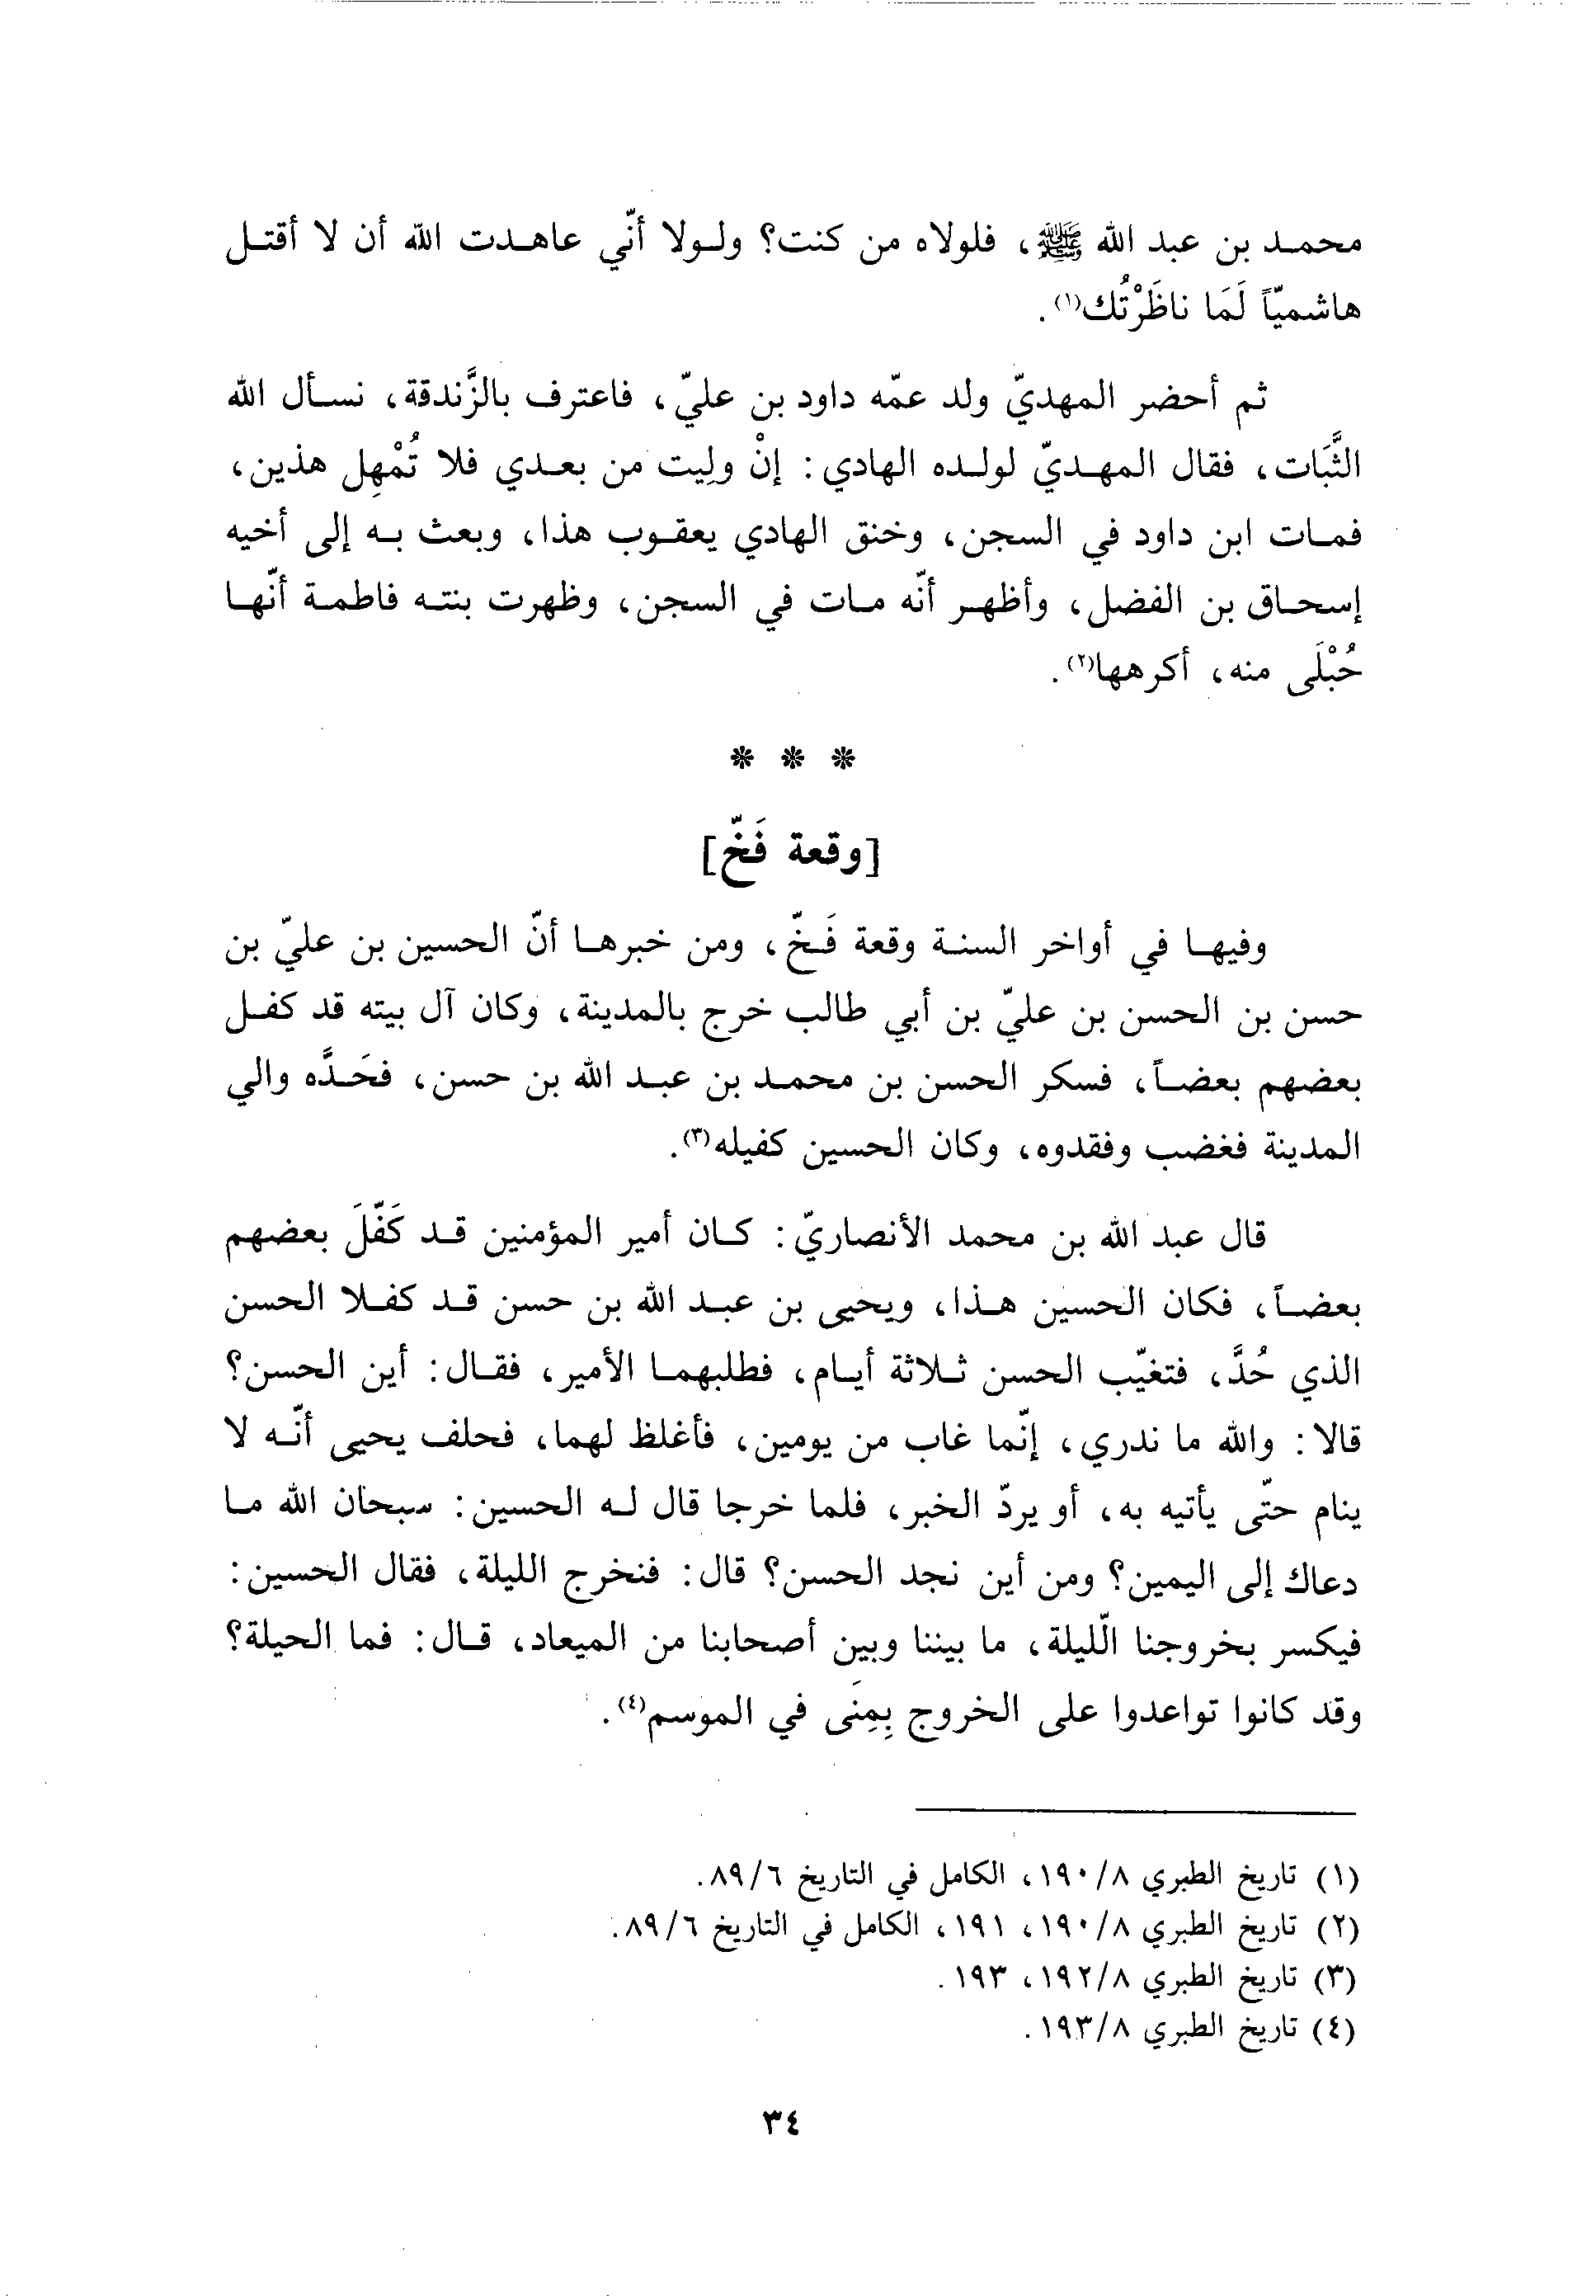 محمد بن عبد الله ﷺ، فلولاه من كنت؟ ولولا أنّي عاهدت الله أن لا أقتل
هاشميّاً لَمَا ناظَرْتُك(١).
ثم أحضر المهديّ ولد عمّه داود بن عليّ، فاعترف بالزَّندقة، نسأل الله
الثَّبَات، فقال المهديّ لولده الهادي: إنْ ولِيت من بعدي فلا تُمْهِل هذين،
فمات ابن داود في السجن، وخنق الهادي يعقوب هذا، وبعث به إلى أخيه
إسحاق بن الفضل، وأظهر أنّه مات في السجن، وظهرت بنته فاطمة أنّها
حُبْلَى منه، أكرهها(٢).
* * *
[وقعة فَخّ]
وفيها في أواخر السنة وقعة فَخّ، ومن خبرها أنّ الحسين بن عليّ بن
حسن بن الحسن بن عليّ بن أبي طالب خرج بالمدينة، وكان آل بيته قد كفل
بعضهم بعضاً، فسكر الحسن بن محمد بن عبد الله بن حسن، فحَدَّه والي
المدينة فغضب وفقدوه، وكان الحسين كفيله(٣).
قال عبد الله بن محمد الأنصاريّ: كان أمير المؤمنين قد كَفّلَ بعضهم
بعضاً، فكان الحسين هذا، ويحيى بن عبد الله بن حسن قد كفلا الحسن
الذي حُدَّ، فتغيّب الحسن ثلاثة أيام، فطلبهما الأمير، فقال: أين الحسن؟
قالا: والله ما ندري، إنّما غاب من يومين، فأغلظ لهما، فحلف يحيى أنّه لا
ينام حتّى يأتيه به، أو يردّ الخبر، فلما خرجا قال له الحسين: سبحان الله ما
دعاك إلى اليمين؟ ومن أين نجد الحسن؟ قال: فنخرج الليلة، فقال الحسين:
فيكسر بخروجنا الّليلة، ما بيننا وبين أصحابنا من الميعاد، قال: فما الحيلة؟
وقد كانوا تواعدوا على الخروج بِمِنَى في الموسم(٤).
(١) تاريخ الطبري ٨/١٩٠، الكامل في التاريخ ٦/٨٩.
(٢) تاريخ الطبري ٨/١٩٠، ١٩١، الكامل في التاريخ ٦/٨٩.
(٣) تاريخ الطبري ٨/١٩٢، ١٩٣.
(٤) تاريخ الطبري ٨/١٩٣.
٣٤